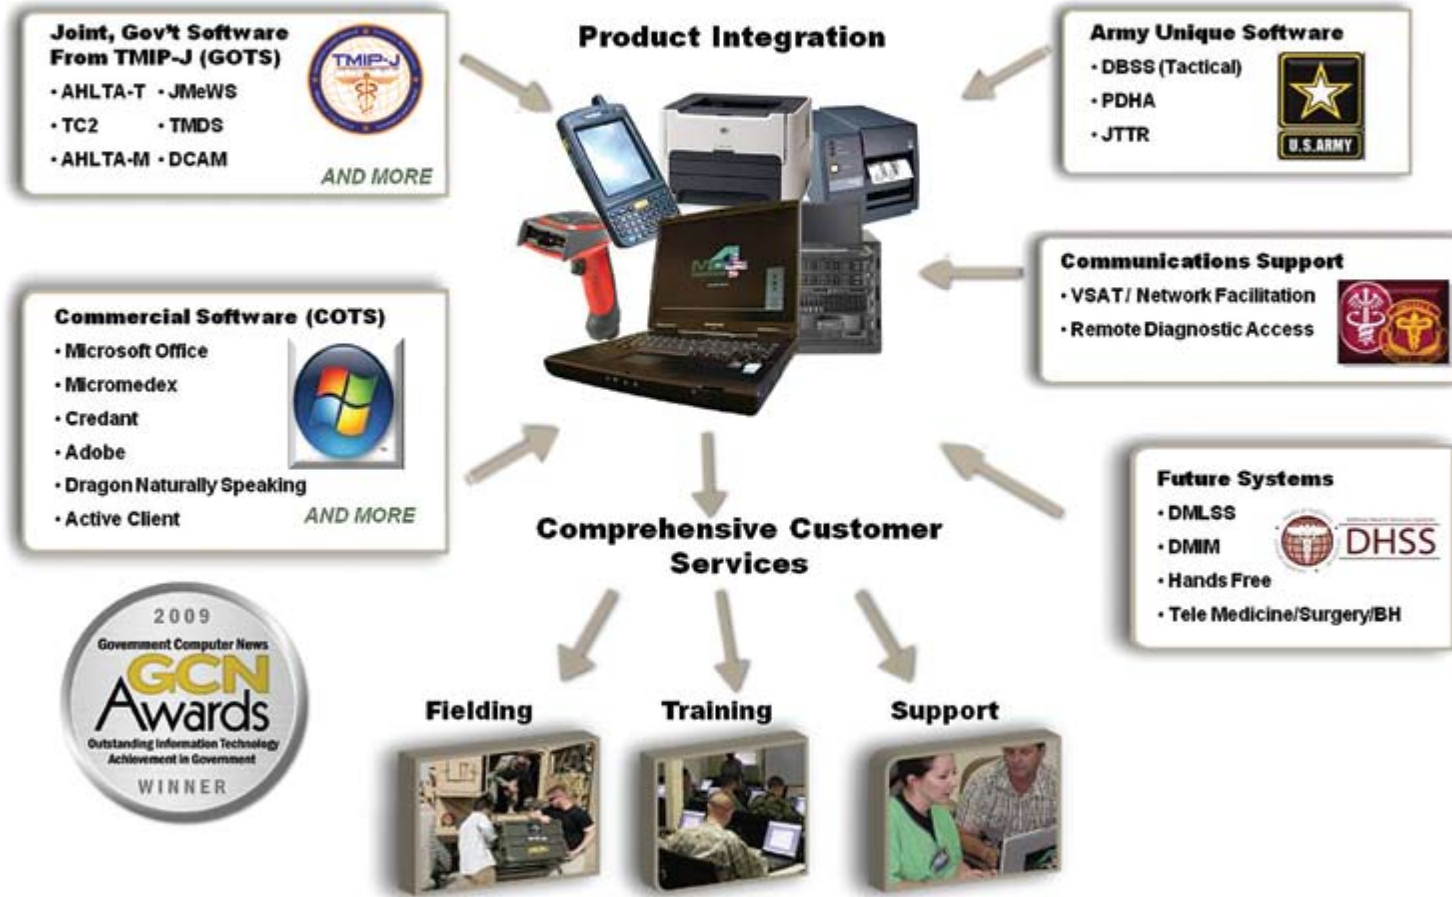 Joint, Gov't Software
From TMIP-J (GOTS)
• AHLTA-T • JMeWS
• TC2 • TMDS
• AHLTA-M • DCAM
AND MORE
TMIP-J
Product Integration
Army Unique Software
• DBSS (Tactical)
• PDHA
• JTTR
U.S.ARMY
Communications Support
• VSAT / Network Facilitation
• Remote Diagnostic Access
Commercial Software (COTS)
• Microsoft Office
• Micromedex
• Credant
• Adobe
• Dragon Naturally Speaking
• Active Client
AND MORE
MC4
Future Systems
• DMLSS
• DMIM
• Hands Free
• Tele Medicine/Surgery/BH
DHSS
Comprehensive Customer
Services
2009
Government Computer News
GCN
Awards
Outstanding Information Technology
Achievement in Government
WINNER
Fielding
Training
Support